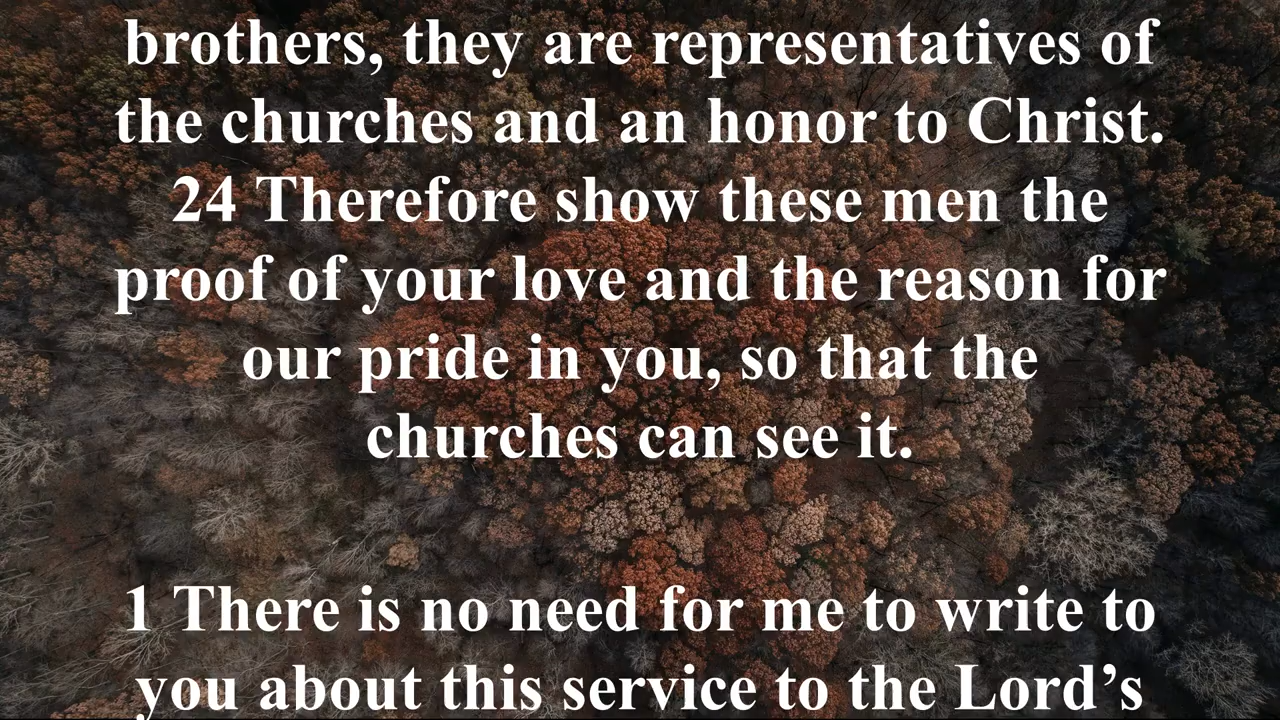 brothers, they are representatives of
the churches and an honor to Christ.
24 Therefore show these men the
proof of your love and the reason for
our pride in you, so that the
churches can see it.
1 There is no need for me to write to
you about this service to the Lord’s